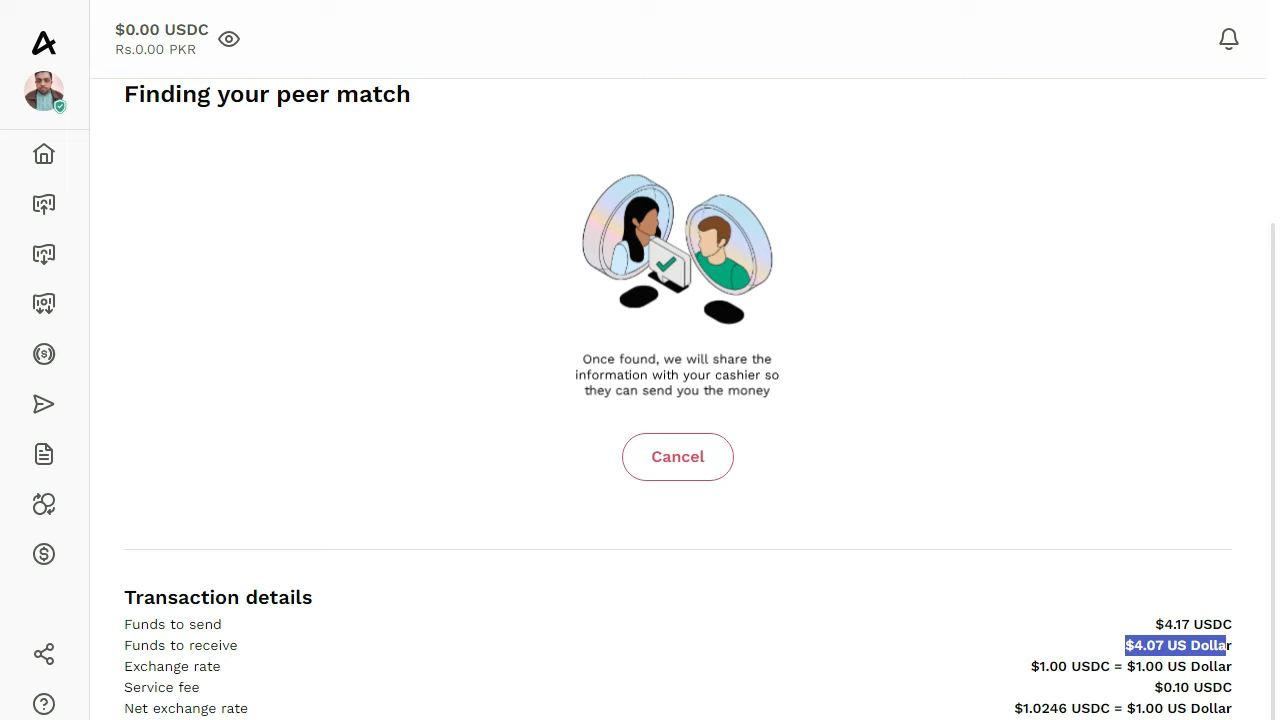 $0.00 USDC
Rs.0.00 PKR
Finding your peer match
Once found, we will share the
information with your cashier so
they can send you the money
Cancel
Transaction details
Funds to send $4.17 USDC
Funds to receive $4.07 US Dollar
Exchange rate $1.00 USDC = $1.00 US Dollar
Service fee $0.10 USDC
Net exchange rate $1.0246 USDC = $1.00 US Dollar